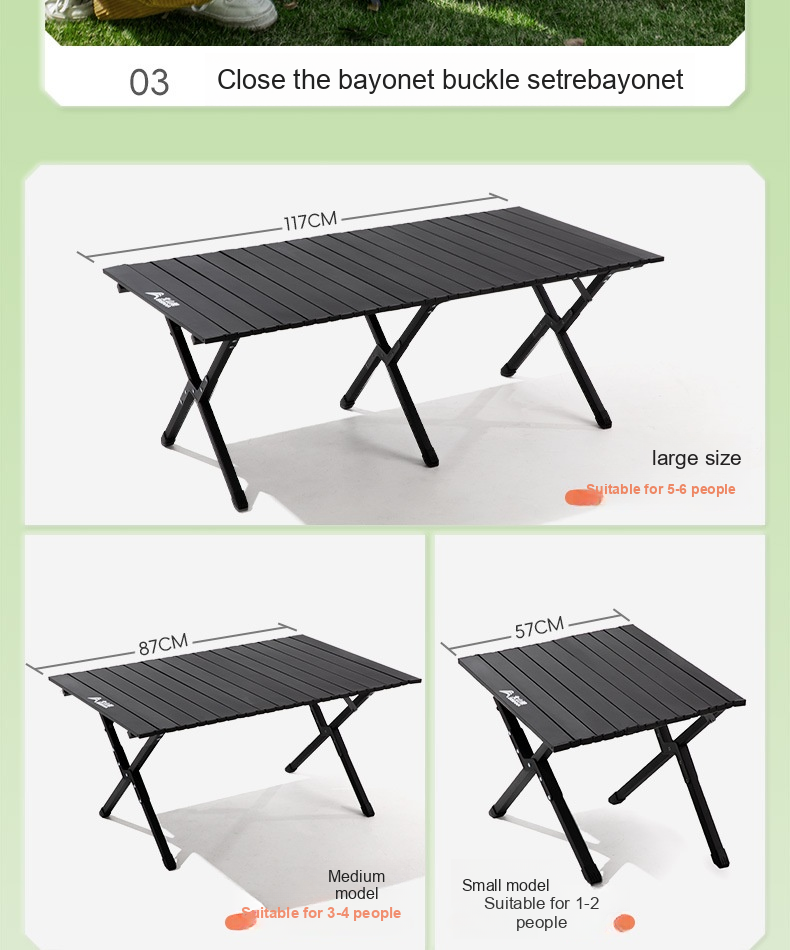 03
Close the bayonet buckle setrebayonet
117CM
large size
Suitable for 5-6 people
87CM
Medium
model
Suitable for 3-4 people
57CM
Small model
Suitable for 1-2
people